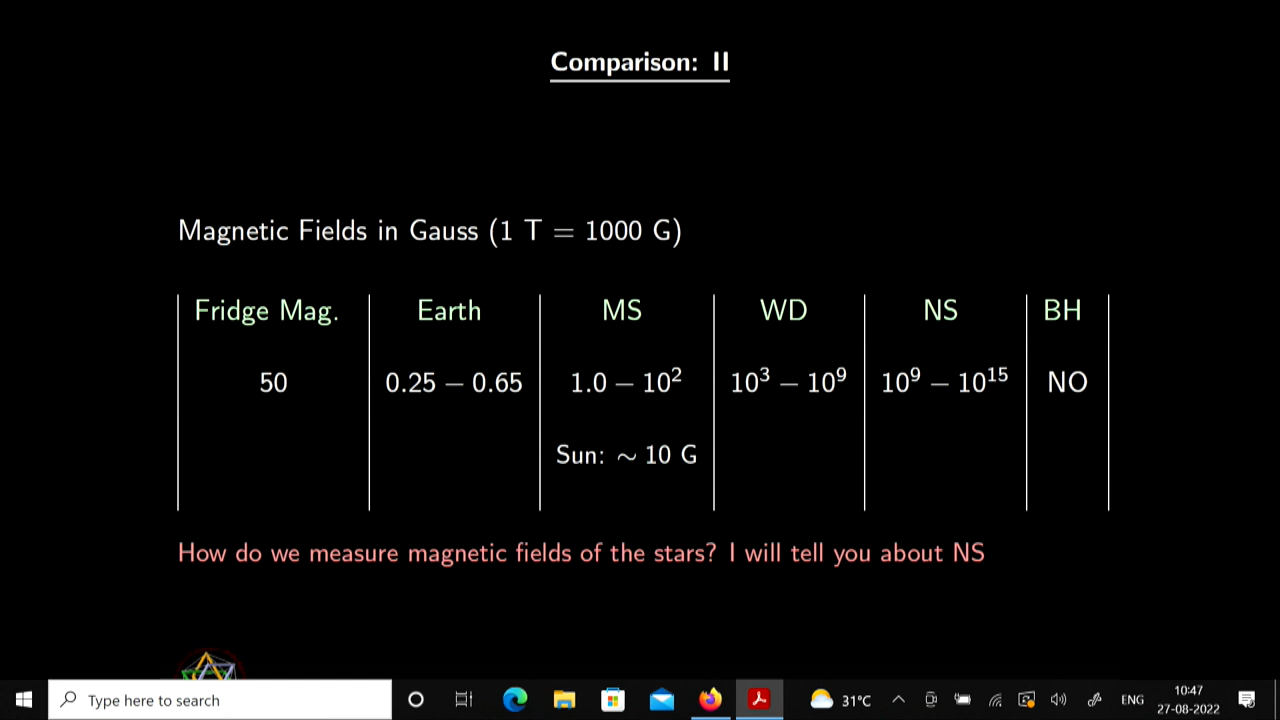 Comparison: II
Magnetic Fields in Gauss (1 T = 1000 G)
Fridge Mag. Earth MS WD NS BH
50 0.25 – 0.65 1.0 – 10² 10³ – 10⁹ 10⁹ – 10¹⁵ NO
Sun: ~ 10 G
How do we measure magnetic fields of the stars? I will tell you about NS
Type here to search
31°C
ENG
10:47
27-08-2022